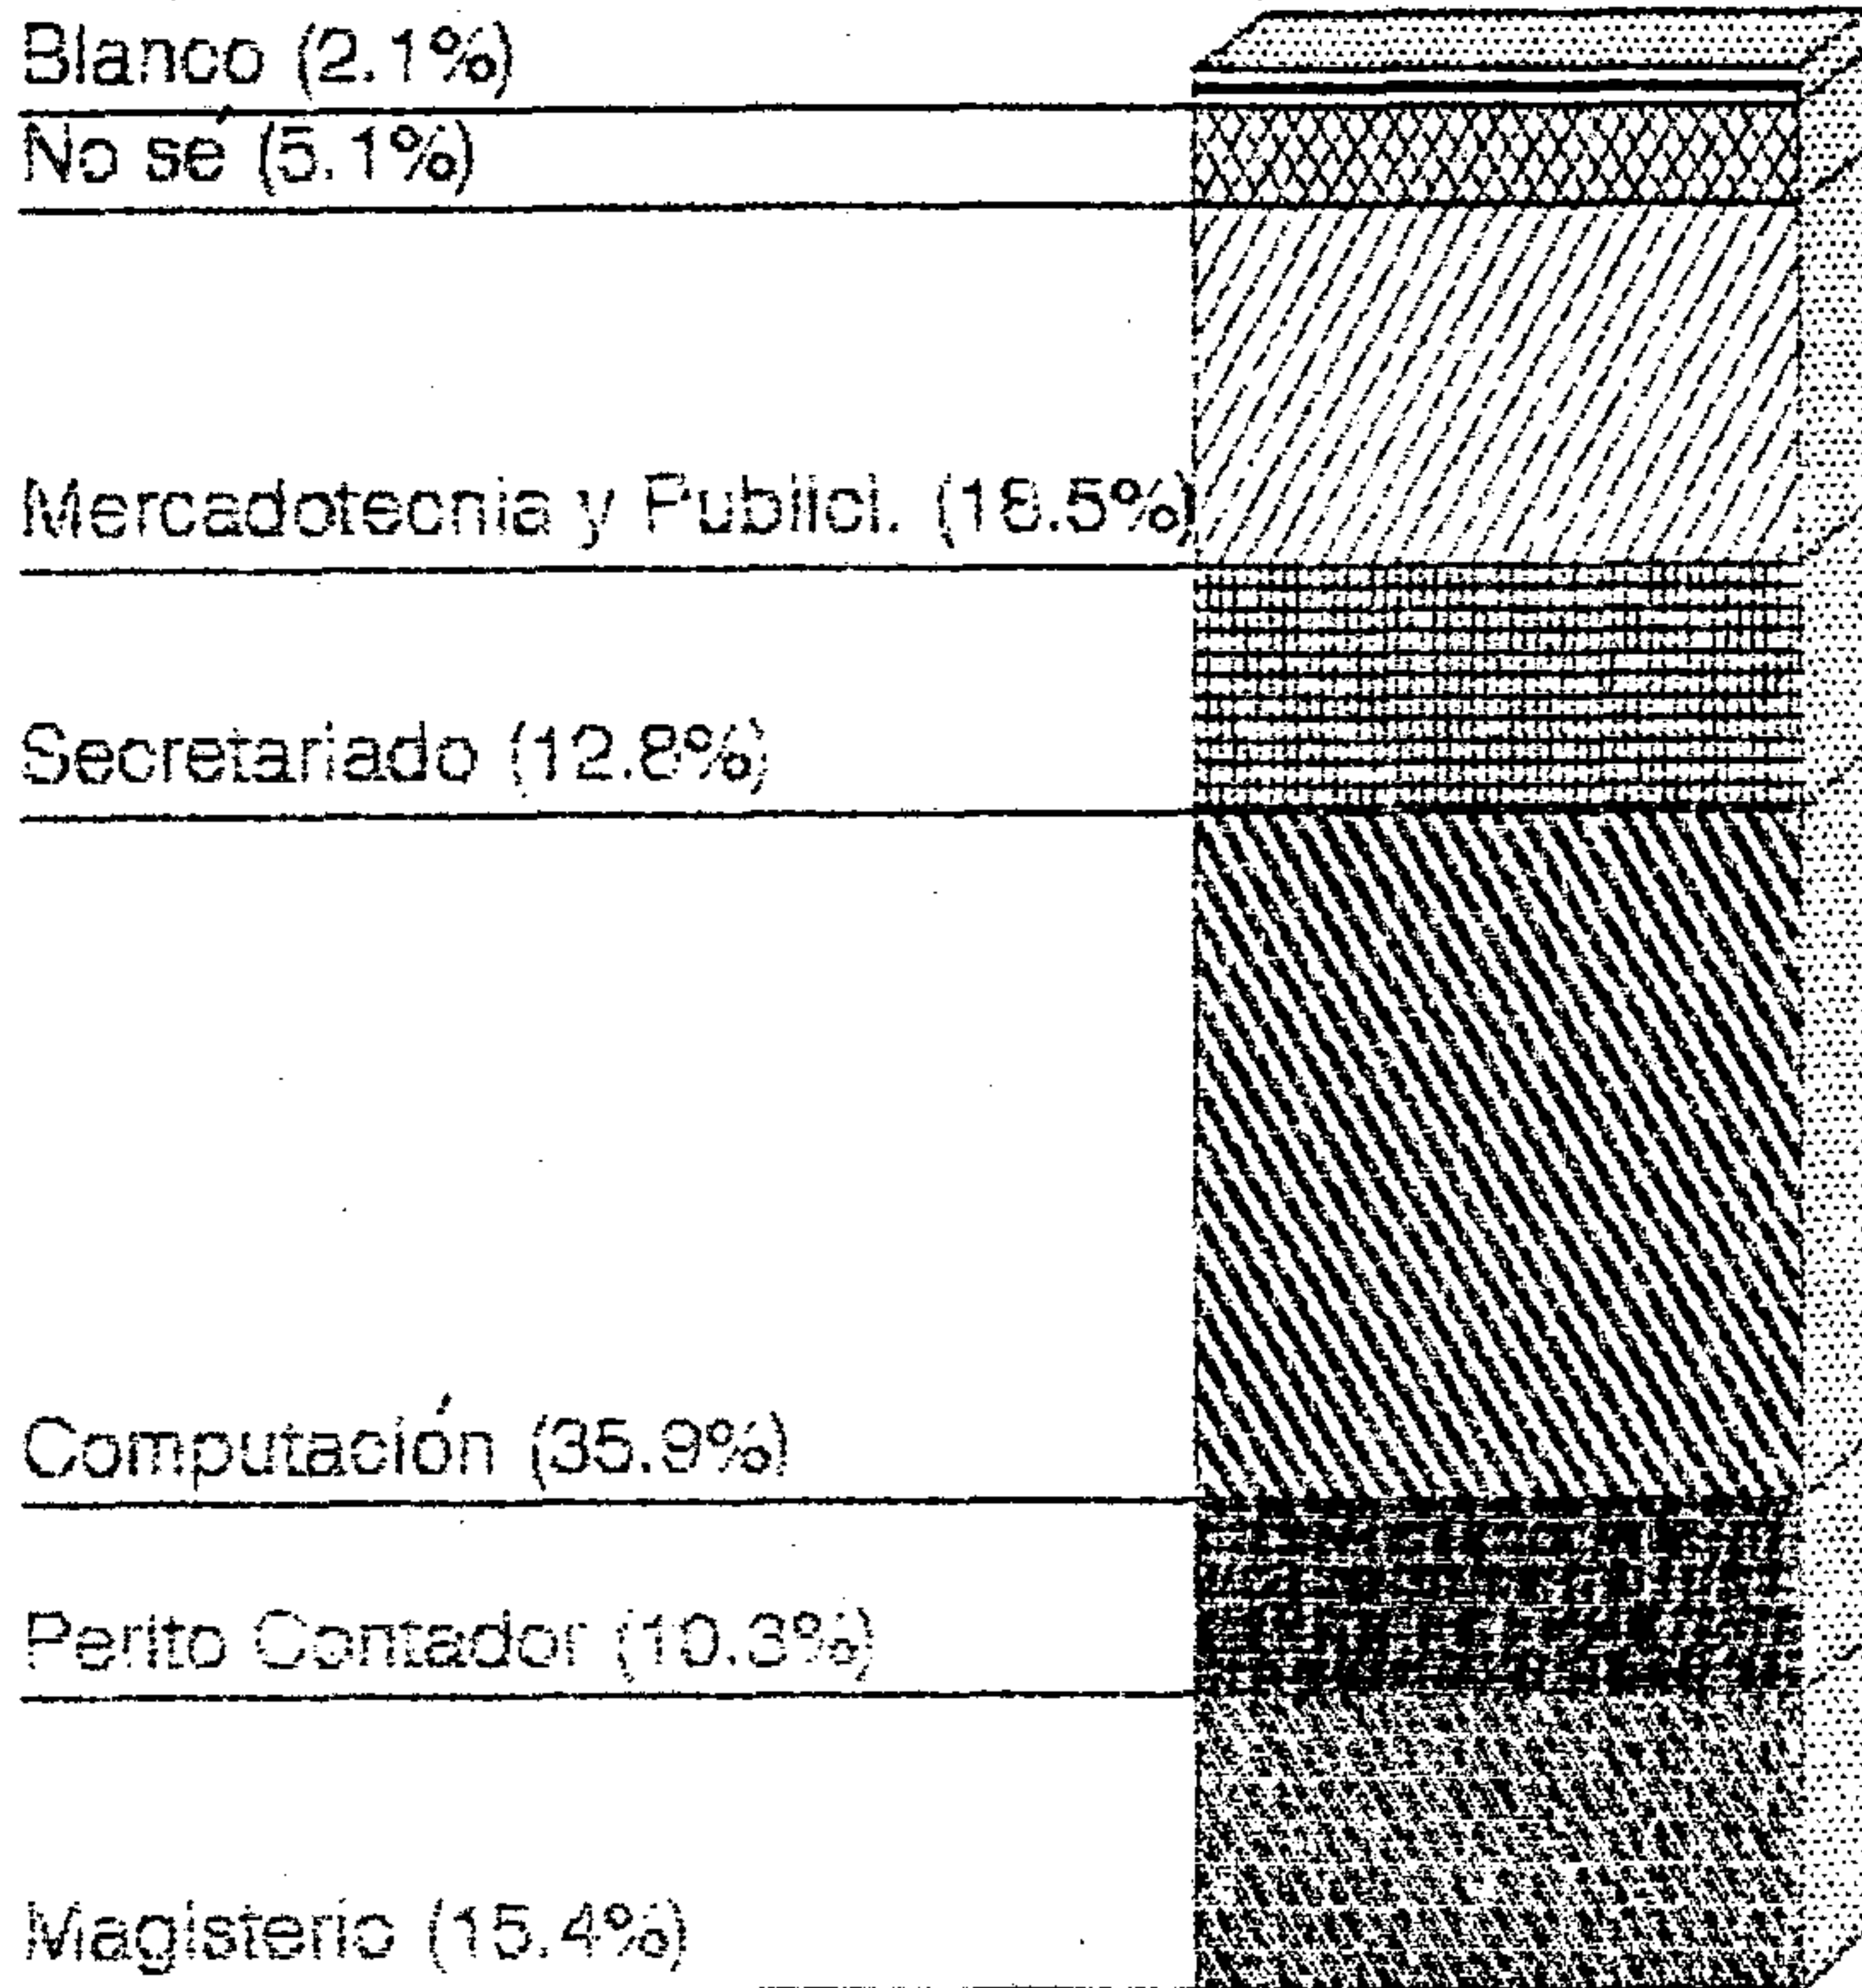 Blanco (2.1%)
No sé (5.1%)
Mercadotecnia y Publici. (18.5%)
Secretariado (12.8%)
Computación (35.9%)
Perito Contador (10.3%)
Magisterio (15.4%)